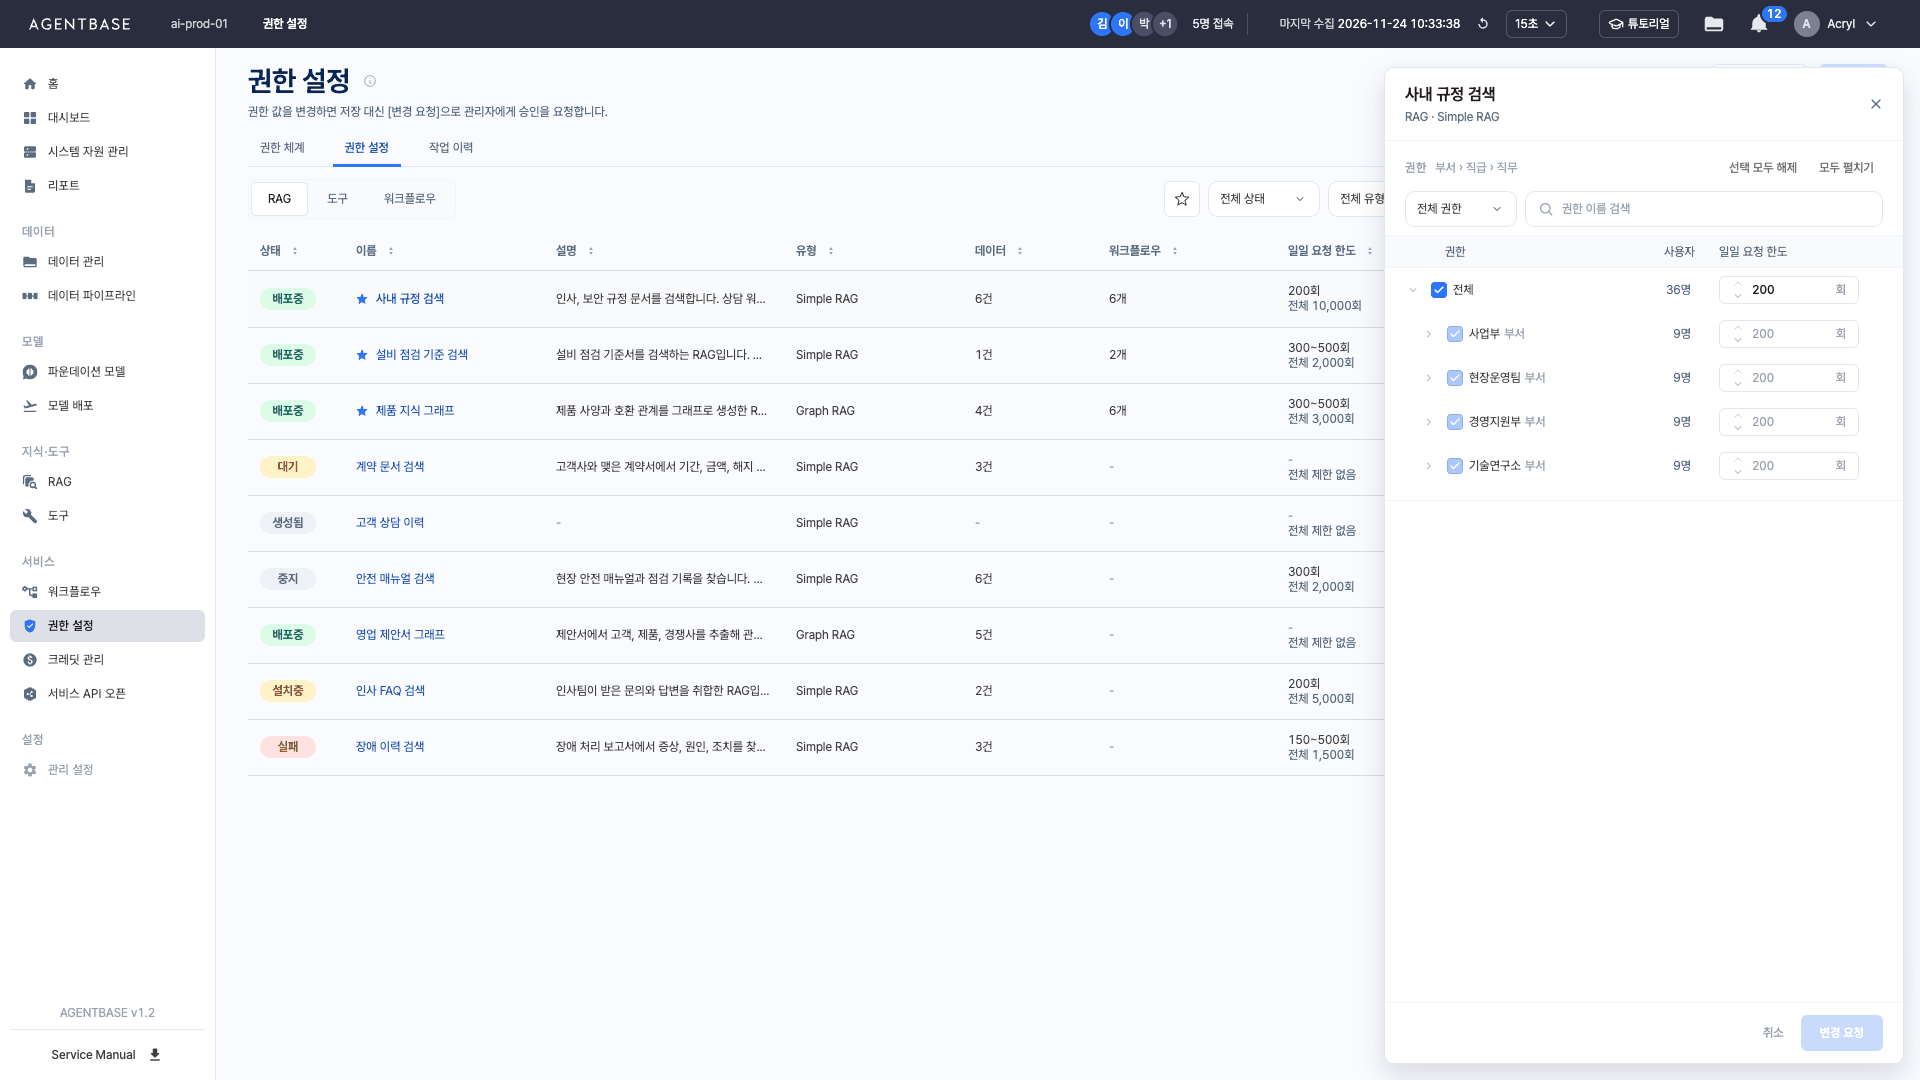 AGENTBASE ai-prod-01 권한 설정 김 이 박 +1 5명 접속 마지막 수집 2026-11-24 10:33:38 15초 튜토리얼 12 A Acryl
홈
대시보드
시스템 자원 관리
리포트
데이터
데이터 관리
데이터 파이프라인
모델
파운데이션 모델
모델 배포
지식·도구
RAG
도구
서비스
워크플로우
권한 설정
크레딧 관리
서비스 API 오픈
설정
관리 설정
AGENTBASE v1.2
Service Manual
권한 설정
권한 값을 변경하면 저장 대신 [변경 요청]으로 관리자에게 승인을 요청합니다.
권한 체계 권한 설정 작업 이력
RAG 도구 워크플로우 전체 상태 전체 유형
상태 이름 설명 유형 데이터 워크플로우 일일 요청 한도
배포중 사내 규정 검색 인사, 보안 규정 문서를 검색합니다. 상담 워... Simple RAG 6건 6개 200회
전체 10,000회
배포중 설비 점검 기준 검색 설비 점검 기준서를 검색하는 RAG입니다. ... Simple RAG 1건 2개 300~500회
전체 2,000회
배포중 제품 지식 그래프 제품 사양과 호환 관계를 그래프로 생성한 R... Graph RAG 4건 6개 300~500회
전체 3,000회
대기 계약 문서 검색 고객사와 맺은 계약서에서 기간, 금액, 해지 ... Simple RAG 3건 - -
전체 제한 없음
생성됨 고객 상담 이력 - Simple RAG - - -
전체 제한 없음
중지 안전 매뉴얼 검색 현장 안전 매뉴얼과 점검 기록을 찾습니다. ... Simple RAG 6건 - 300회
전체 2,000회
배포중 영업 제안서 그래프 제안서에서 고객, 제품, 경쟁사를 추출해 관... Graph RAG 5건 - -
전체 제한 없음
설치중 인사 FAQ 검색 인사팀이 받은 문의와 답변을 취합한 RAG입... Simple RAG 2건 - 200회
전체 5,000회
실패 장애 이력 검색 장애 처리 보고서에서 증상, 원인, 조치를 찾... Simple RAG 3건 - 150~500회
전체 1,500회
사내 규정 검색
RAG · Simple RAG
권한 부서 › 직급 › 직무 선택 모두 해제 모두 펼치기
전체 권한 권한 이름 검색
권한 사용자 일일 요청 한도
전체 36명 200 회
사업부 부서 9명 200 회
현장운영팀 부서 9명 200 회
경영지원부 부서 9명 200 회
기술연구소 부서 9명 200 회
취소 변경 요청